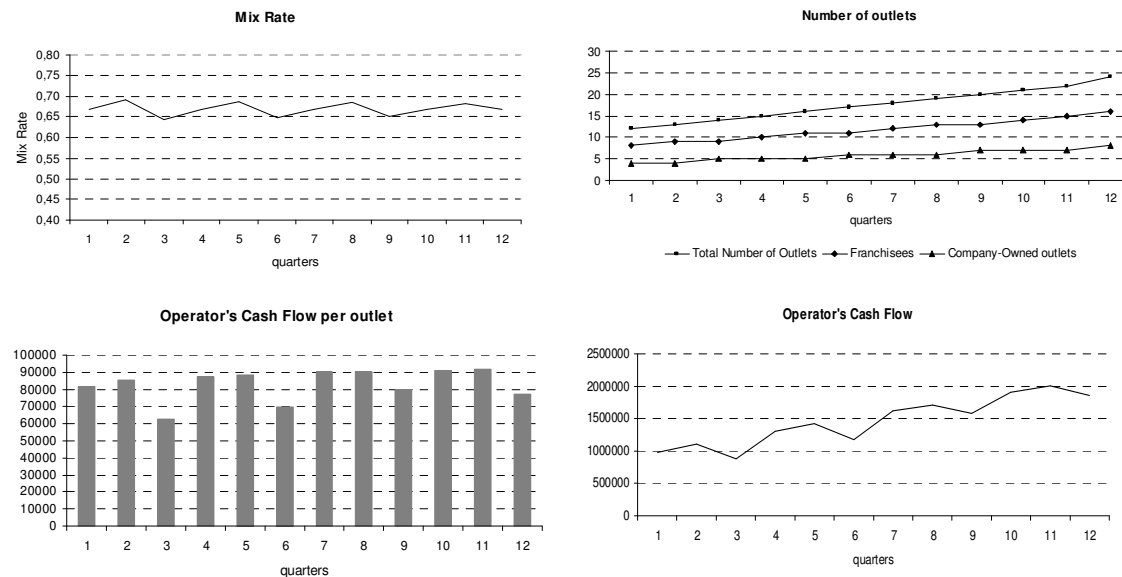 Mix Rate
0,80
0,75
0,70
0,65
0,60
0,55
0,50
0,45
0,40
Mix Rate
1 2 3 4 5 6 7 8 9 10 11 12
quarters
Number of outlets
30
25
20
15
10
5
0
1 2 3 4 5 6 7 8 9 10 11 12
quarters
Total Number of Outlets Franchisees Company-Owned outlets
Operator's Cash Flow per outlet
100000
90000
80000
70000
60000
50000
40000
30000
20000
10000
0
1 2 3 4 5 6 7 8 9 10 11 12
quarters
Operator's Cash Flow
2500000
2000000
1500000
1000000
500000
0
1 2 3 4 5 6 7 8 9 10 11 12
quarters